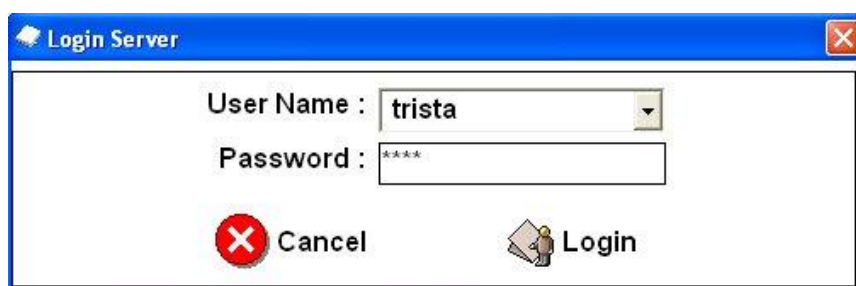 Login Server
User Name : trista
Password : ****
Cancel Login